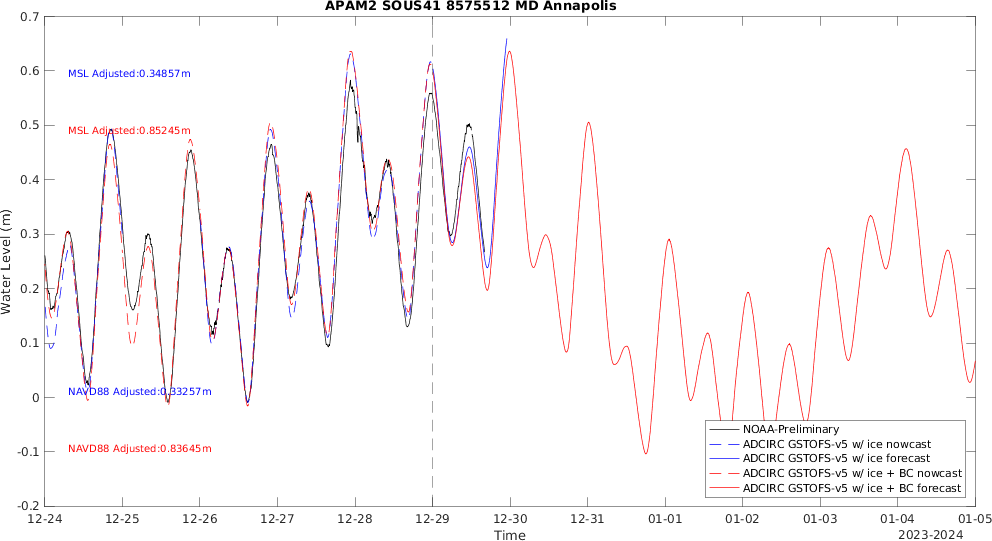 APAM2 SOUS41 8575512 MD Annapolis
0.7
0.6
0.5
0.4
0.3
0.2
0.1
0
-0.1
-0.2
Water Level (m)
MSL Adjusted:0.34857m
MSL Adjusted:0.85245m
NAVD88 Adjusted:0.33257m
NAVD88 Adjusted:0.83645m
NOAA-Preliminary
ADCIRC GSTOFS-v5 w/ ice nowcast
ADCIRC GSTOFS-v5 w/ ice forecast
ADCIRC GSTOFS-v5 w/ ice + BC nowcast
ADCIRC GSTOFS-v5 w/ ice + BC forecast
12-24 12-25 12-26 12-27 12-28 12-29 12-30 12-31 01-01 01-02 01-03 01-04 01-05
Time
2023-2024